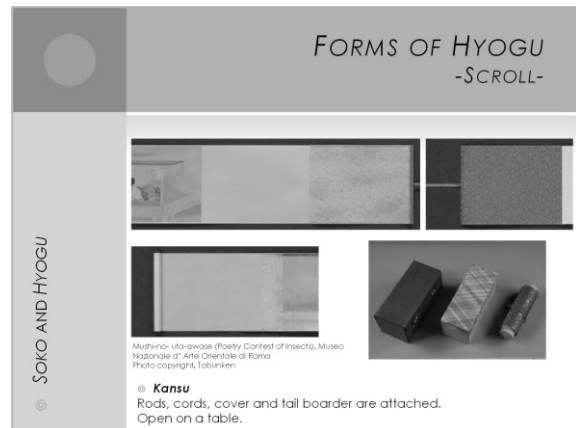 FORMS OF HYOGU
-SCROLL-
SOKO AND HYOGU
Mushi-no- uta-awase (Poetry Contest of Insects), Museo
Nazionale d" Arte Orientale di Roma
Photo copyright, Tobunken
Kansu
Rods, cords, cover and tail boarder are attached.
Open on a table.